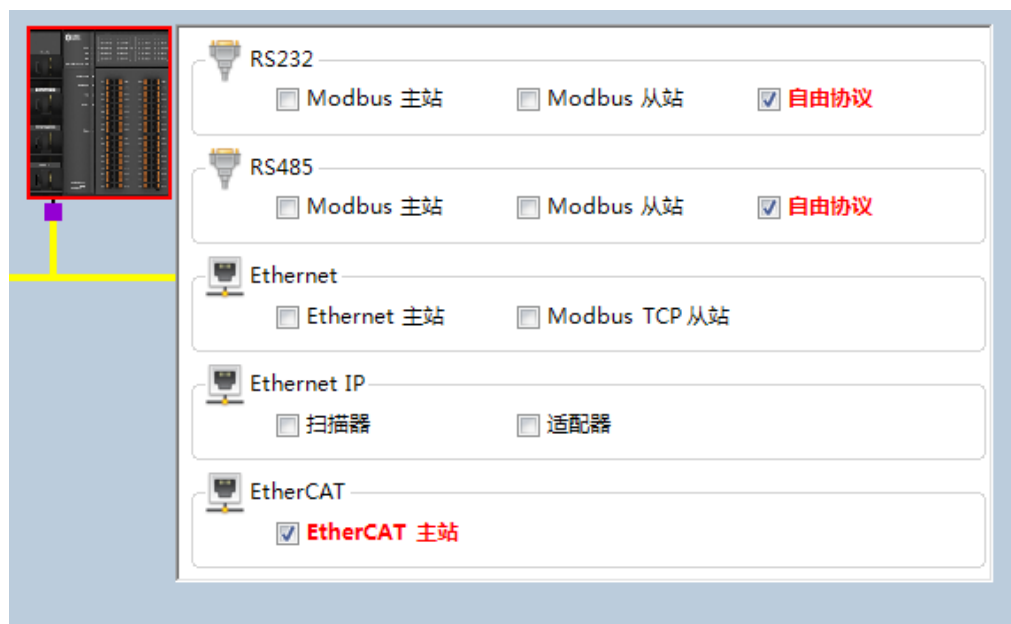 RS232
Modbus 主站 Modbus 从站 自由协议
RS485
Modbus 主站 Modbus 从站 自由协议
Ethernet
Ethernet 主站 Modbus TCP 从站
Ethernet IP
扫描器 适配器
EtherCAT
EtherCAT 主站